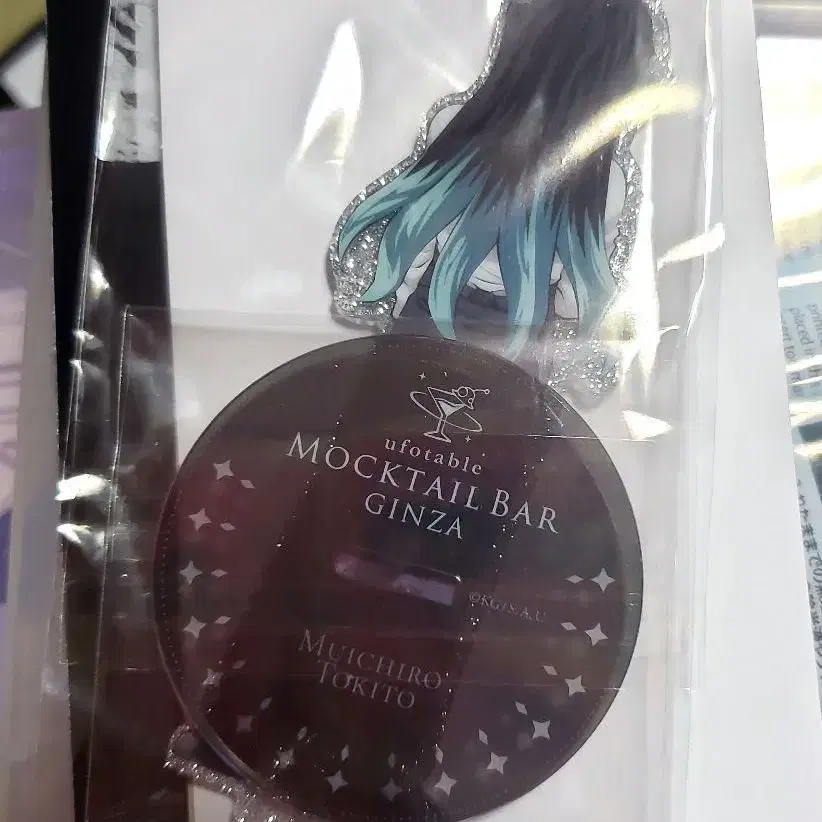 ufotable
MOCKTAIL BAR
GINZA
©KG/S,A,U
MUICHIRO
TOKITO